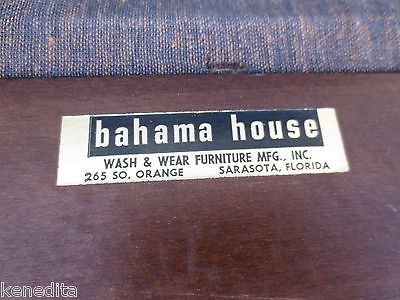 bahama house
WASH & WEAR FURNITURE MFG., INC.
265 SO. ORANGE SARASOTA, FLORIDA
kenedita